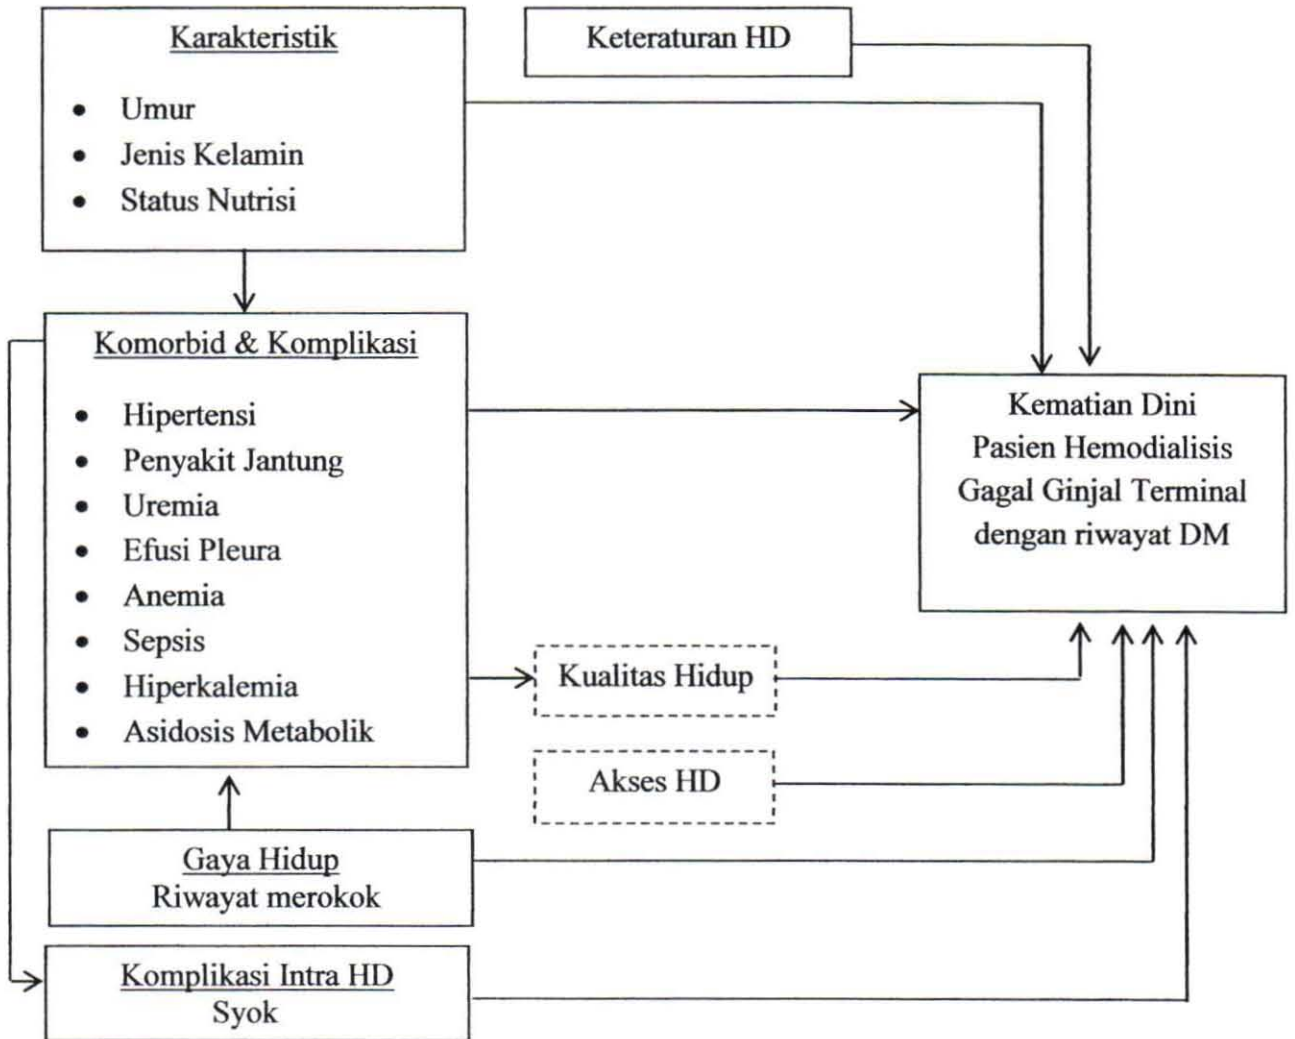 Karakteristik
• Umur
• Jenis Kelamin
• Status Nutrisi
Keteraturan HD
Komorbid & Komplikasi
• Hipertensi
• Penyakit Jantung
• Uremia
• Efusi Pleura
• Anemia
• Sepsis
• Hiperkalemia
• Asidosis Metabolik
Kematian Dini
Pasien Hemodialisis
Gagal Ginjal Terminal
dengan riwayat DM
Kualitas Hidup
Akses HD
Gaya Hidup
Riwayat merokok
Komplikasi Intra HD
Syok